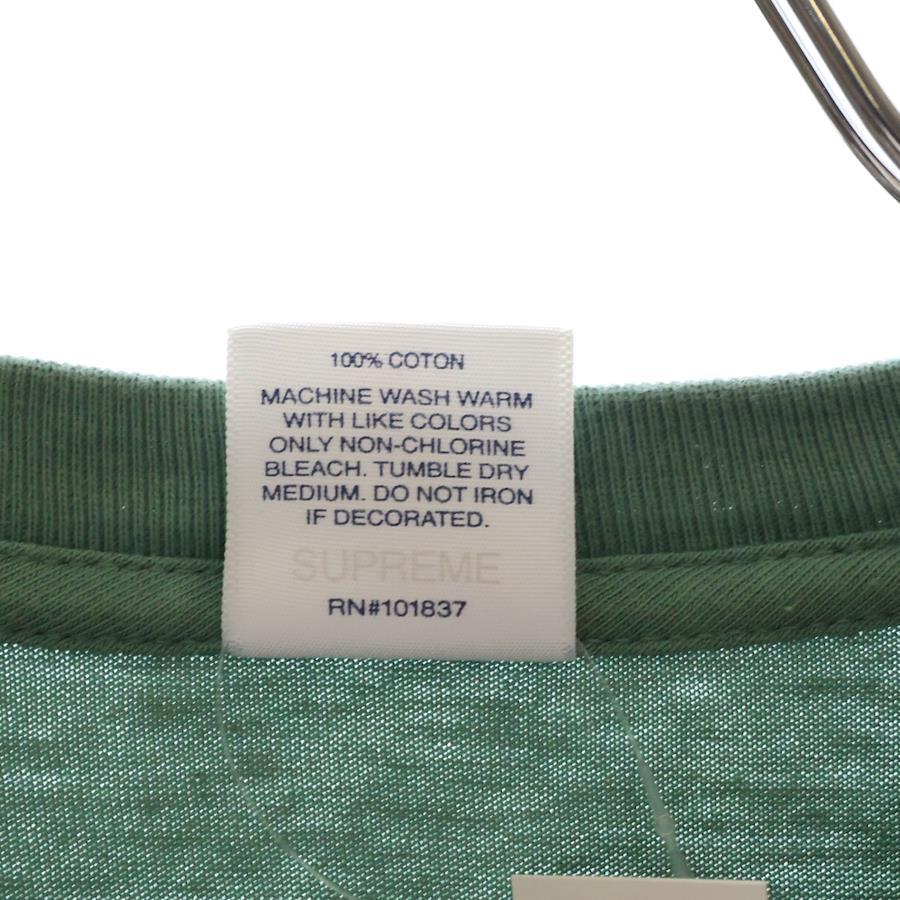 100% COTON
MACHINE WASH WARM
WITH LIKE COLORS
ONLY NON-CHLORINE
BLEACH. TUMBLE DRY
MEDIUM. DO NOT IRON
IF DECORATED.
SUPREME
RN#101837